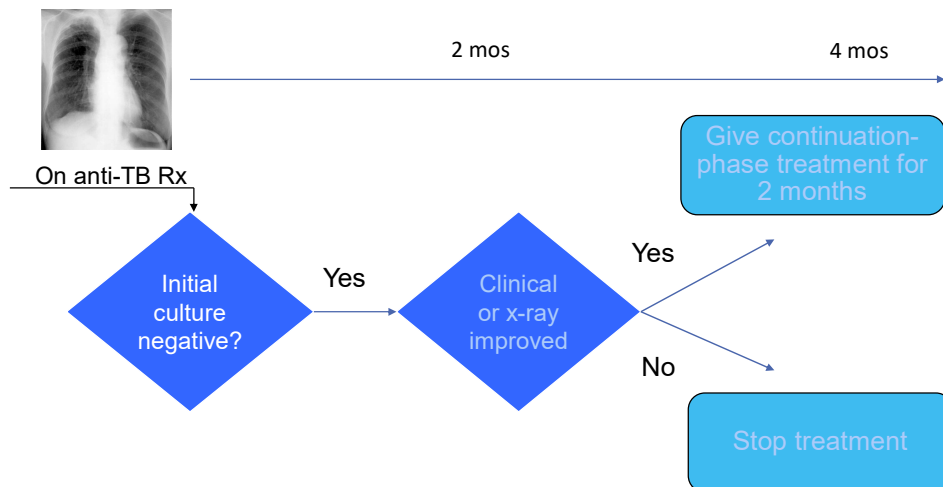 2 mos
4 mos
On anti-TB Rx
Initial
culture
negative?
Yes
Clinical
or x-ray
improved
Yes
Give continuation-
phase treatment for
2 months
No
Stop treatment